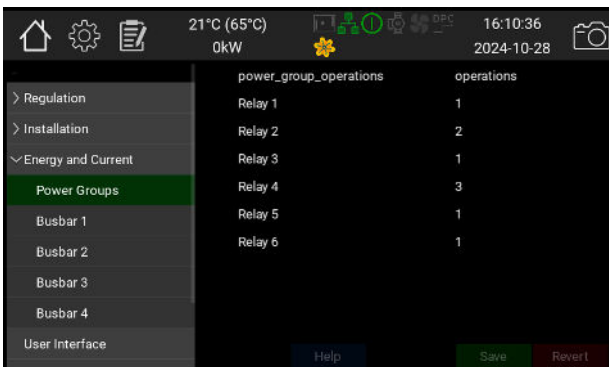 21°C (65°C)
0kW
DPC
16:10:36
2024-10-28
power_group_operations operations
> Regulation
Relay 1 1
> Installation
Relay 2 2
Energy and Current
Relay 3 1
Power Groups
Relay 4 3
Busbar 1
Relay 5 1
Busbar 2
Relay 6 1
Busbar 3
Busbar 4
User Interface
Help Save Revert